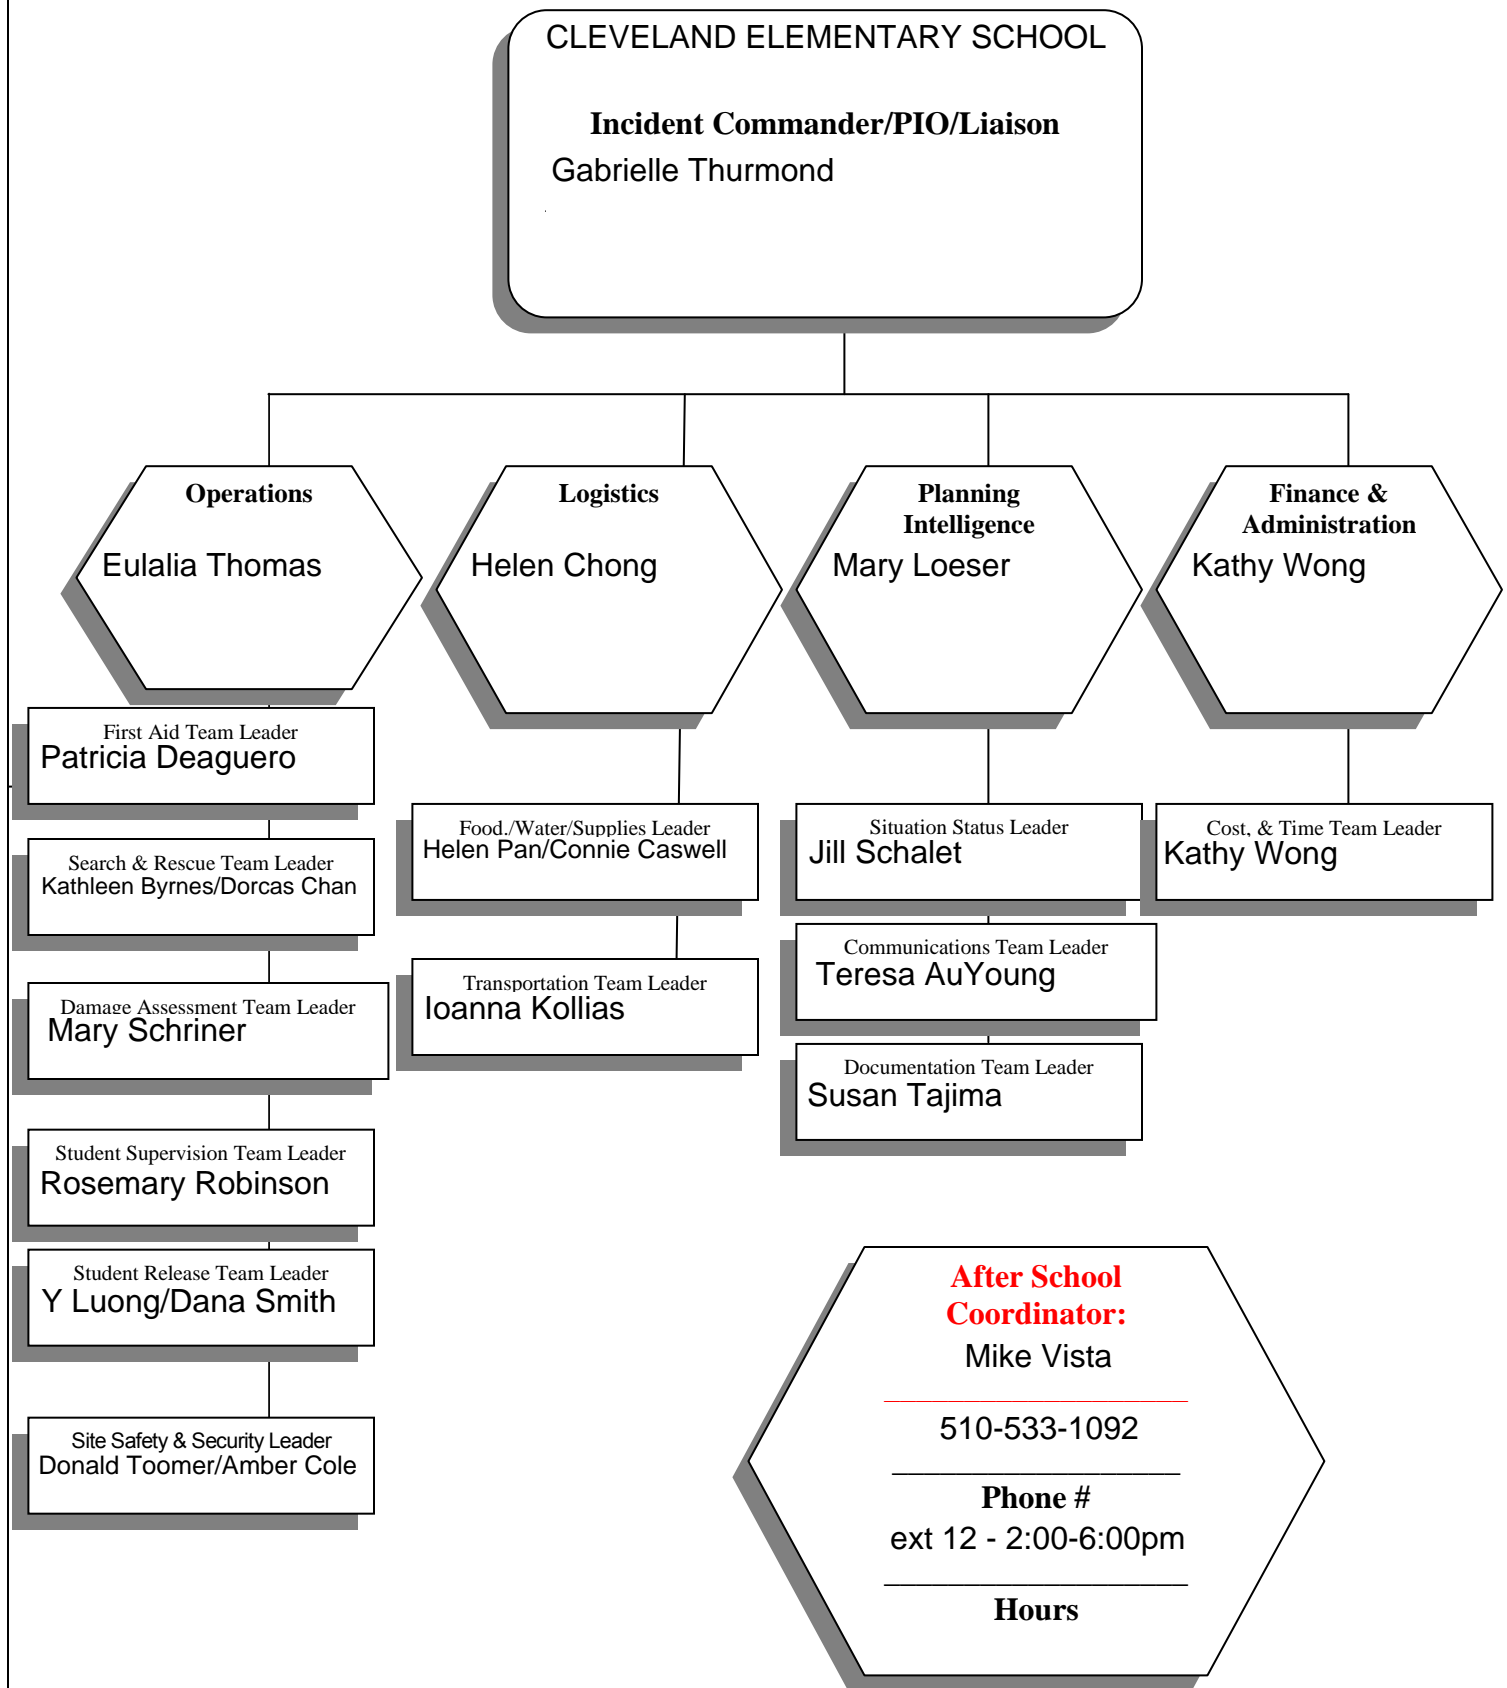 CLEVELAND ELEMENTARY SCHOOL
Incident Commander/PIO/Liaison
Gabrielle Thurmond
Operations
Eulalia Thomas
Logistics
Helen Chong
Planning
Intelligence
Mary Loeser
Finance &
Administration
Kathy Wong
First Aid Team Leader
Patricia Deaguero
Search & Rescue Team Leader
Kathleen Byrnes/Dorcas Chan
Damage Assessment Team Leader
Mary Schriner
Student Supervision Team Leader
Rosemary Robinson
Student Release Team Leader
Y Luong/Dana Smith
Site Safety & Security Leader
Donald Toomer/Amber Cole
Food./Water/Supplies Leader
Helen Pan/Connie Caswell
Transportation Team Leader
Ioanna Kollias
Situation Status Leader
Jill Schalet
Communications Team Leader
Teresa AuYoung
Documentation Team Leader
Susan Tajima
Cost, & Time Team Leader
Kathy Wong
After School
Coordinator:
Mike Vista
510-533-1092
Phone #
ext 12 - 2:00-6:00pm
Hours